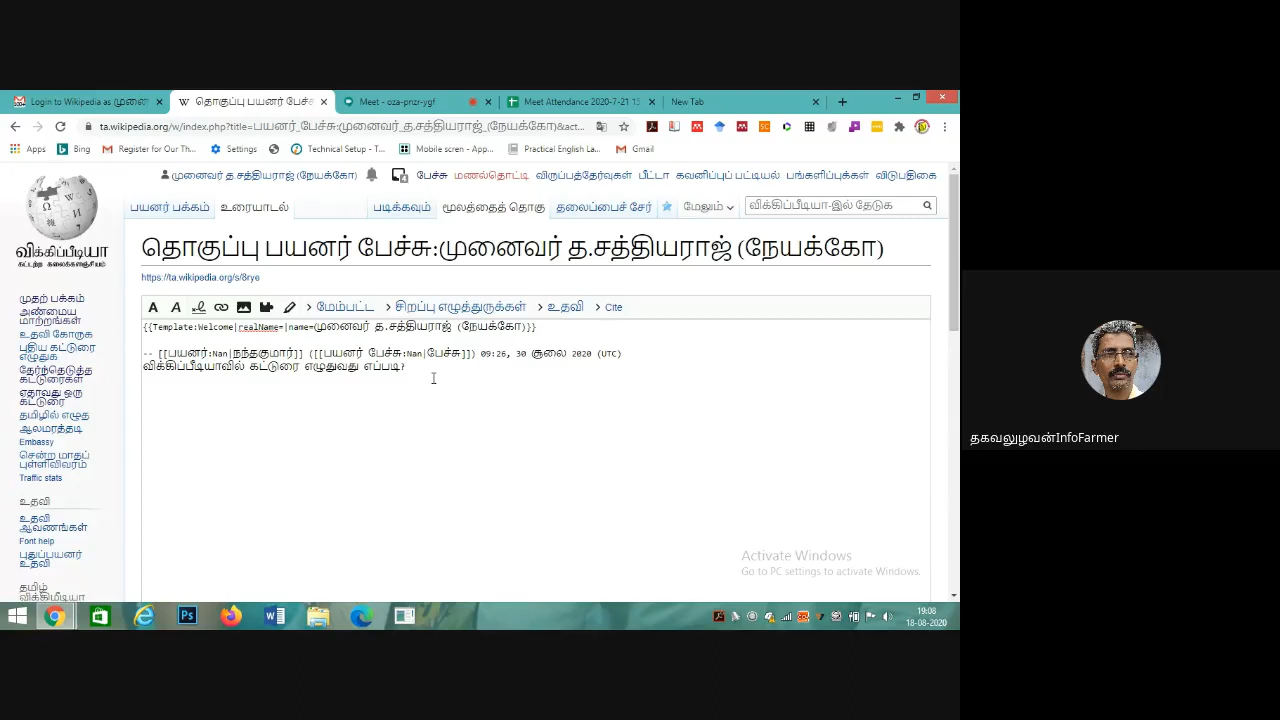 Login to Wikipedia as முனை
தொகுப்பு பயனர் பேச்சு
Meet - oza-pnzr-ygf
Meet Attendance 2020-7-21 1
New Tab
ta.wikipedia.org/w/index.php?title=பயனர்_பேச்சு:முனைவர்_த.சத்தியராஜ்_(நேயக்கோ)&act...
Apps
Bing
Register for Our Th...
Settings
Technical Setup - T...
Mobile scren - App...
Practical English La...
Gmail
முனைவர் த.சத்தியராஜ் (நேயக்கோ)
பேச்சு
மணல்தொட்டி
விருப்பத்தேர்வுகள்
பீட்டா
கவனிப்புப் பட்டியல்
பங்களிப்புக்கள்
விடுபதிகை
பயனர் பக்கம்
உரையாடல்
படிக்கவும்
மூலத்தைத் தொகு
தலைப்பைச் சேர்
மேலும்
விக்கிப்பீடியா-இல் தேடுக
விக்கிப்பீடியா
கட்டற்ற கலைக்களஞ்சியம்
தொகுப்பு பயனர் பேச்சு:முனைவர் த.சத்தியராஜ் (நேயக்கோ)
https://ta.wikipedia.org/s/8rye
மேம்பட்ட
சிறப்பு எழுத்துருக்கள்
உதவி
Cite
{{Template:Welcome|realName=|name=முனைவர் த.சத்தியராஜ் (நேயக்கோ)}}
-- [[பயனர்:Nan|நந்தகுமார்]] ([[பயனர் பேச்சு:Nan|பேச்சு]]) 09:26, 30 சூலை 2020 (UTC)
விக்கிப்பீடியாவில் கட்டுரை எழுதுவது எப்படி?
முதற் பக்கம்
அண்மைய
மாற்றங்கள்
உதவி கோருக
புதிய கட்டுரை
எழுதுக
தேர்ந்தெடுத்த
கட்டுரைகள்
ஏதாவது ஒரு
கட்டுரை
தமிழில் எழுத
ஆலமரத்தடி
Embassy
சென்ற மாதப்
புள்ளிவிவரம்
Traffic stats
உதவி
உதவி
ஆவணங்கள்
Font help
புதுப்பயனர்
உதவி
தமிழ்
விக்கிமீடியா
Activate Windows
Go to PC settings to activate Windows.
19:08
18-08-2020
தகவலுழவன்InfoFarmer